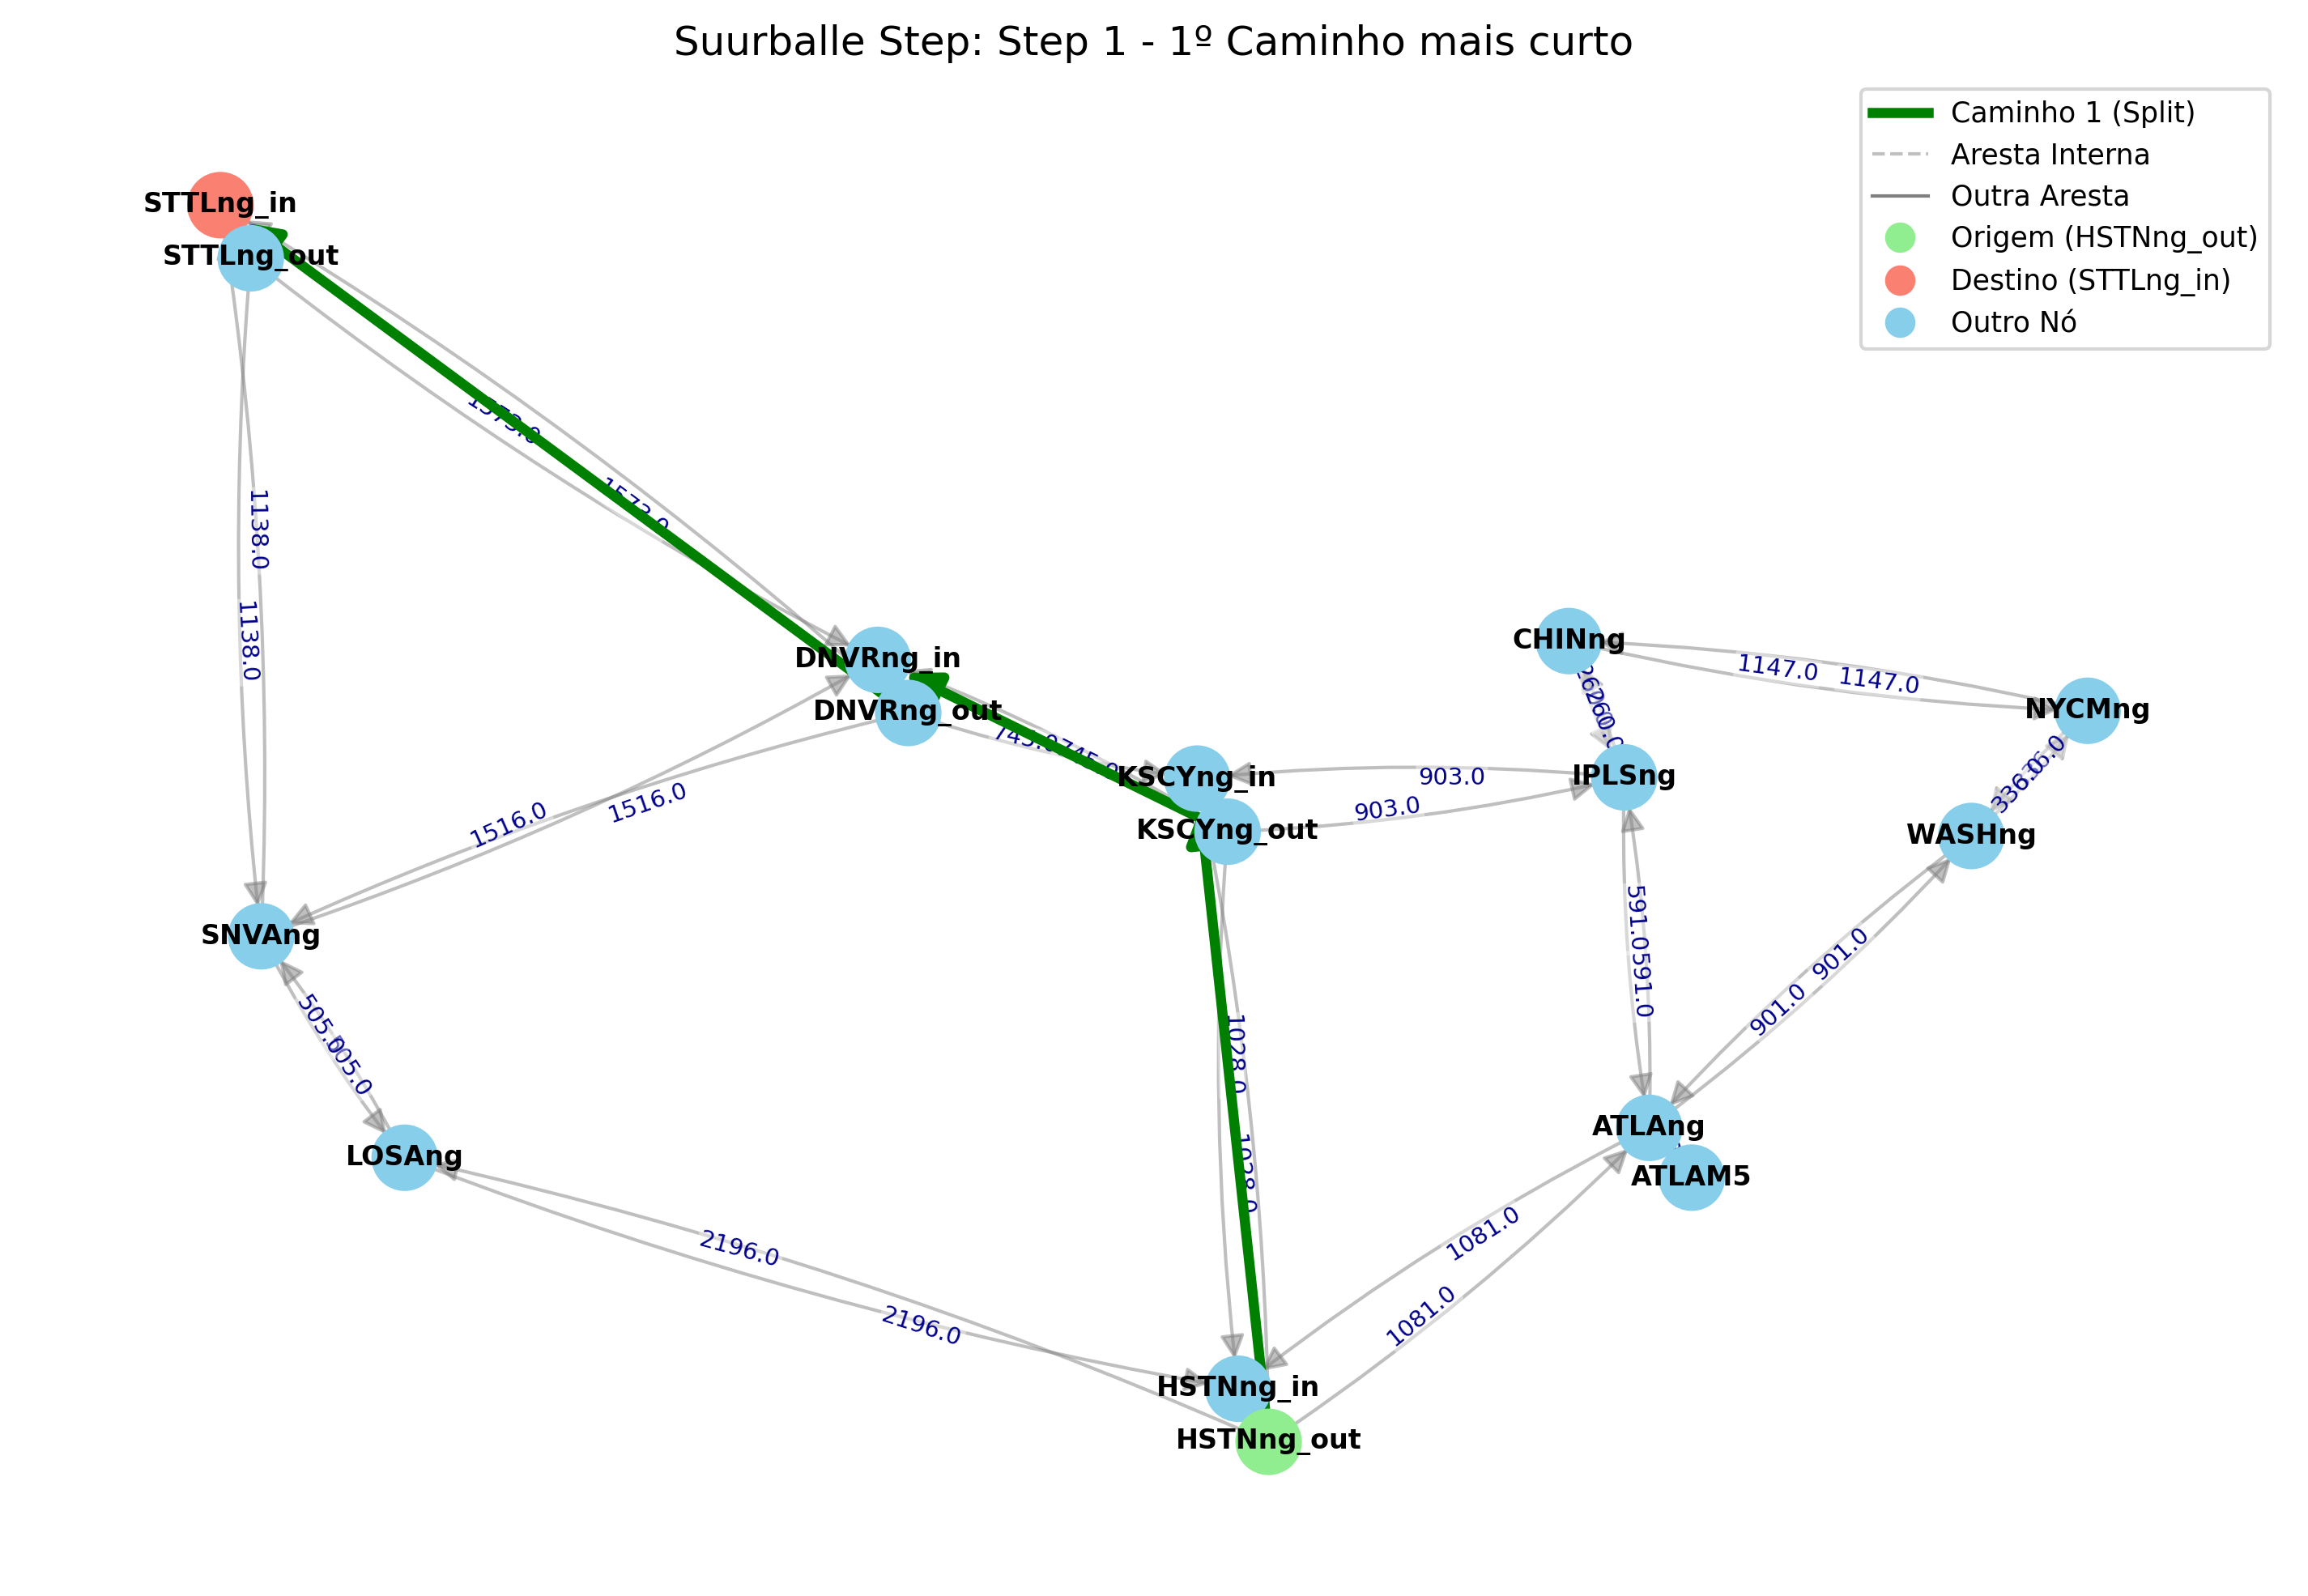 Suurballe Step: Step 1 - 1º Caminho mais curto
Caminho 1 (Split)
Aresta Interna
Outra Aresta
Origem (HSTNng_out)
Destino (STTLng_in)
Outro Nó
STTLng_in
STTLng_out
1573.0
1573.0
1138.0
1138.0
DNVRng_in
DNVRng_out
745.0
745.0
CHINng
260.0
1147.0
1147.0
NYCMng
KSCYng_in
KSCYng_out
903.0
903.0
IPLSng
336.0
WASHng
1516.0
1516.0
SNVAng
591.0
591.0
901.0
901.0
505.0
505.0
1028.0
1028.0
LOSAng
ATLAng
ATLAM5
2196.0
2196.0
1081.0
1081.0
HSTNng_in
HSTNng_out